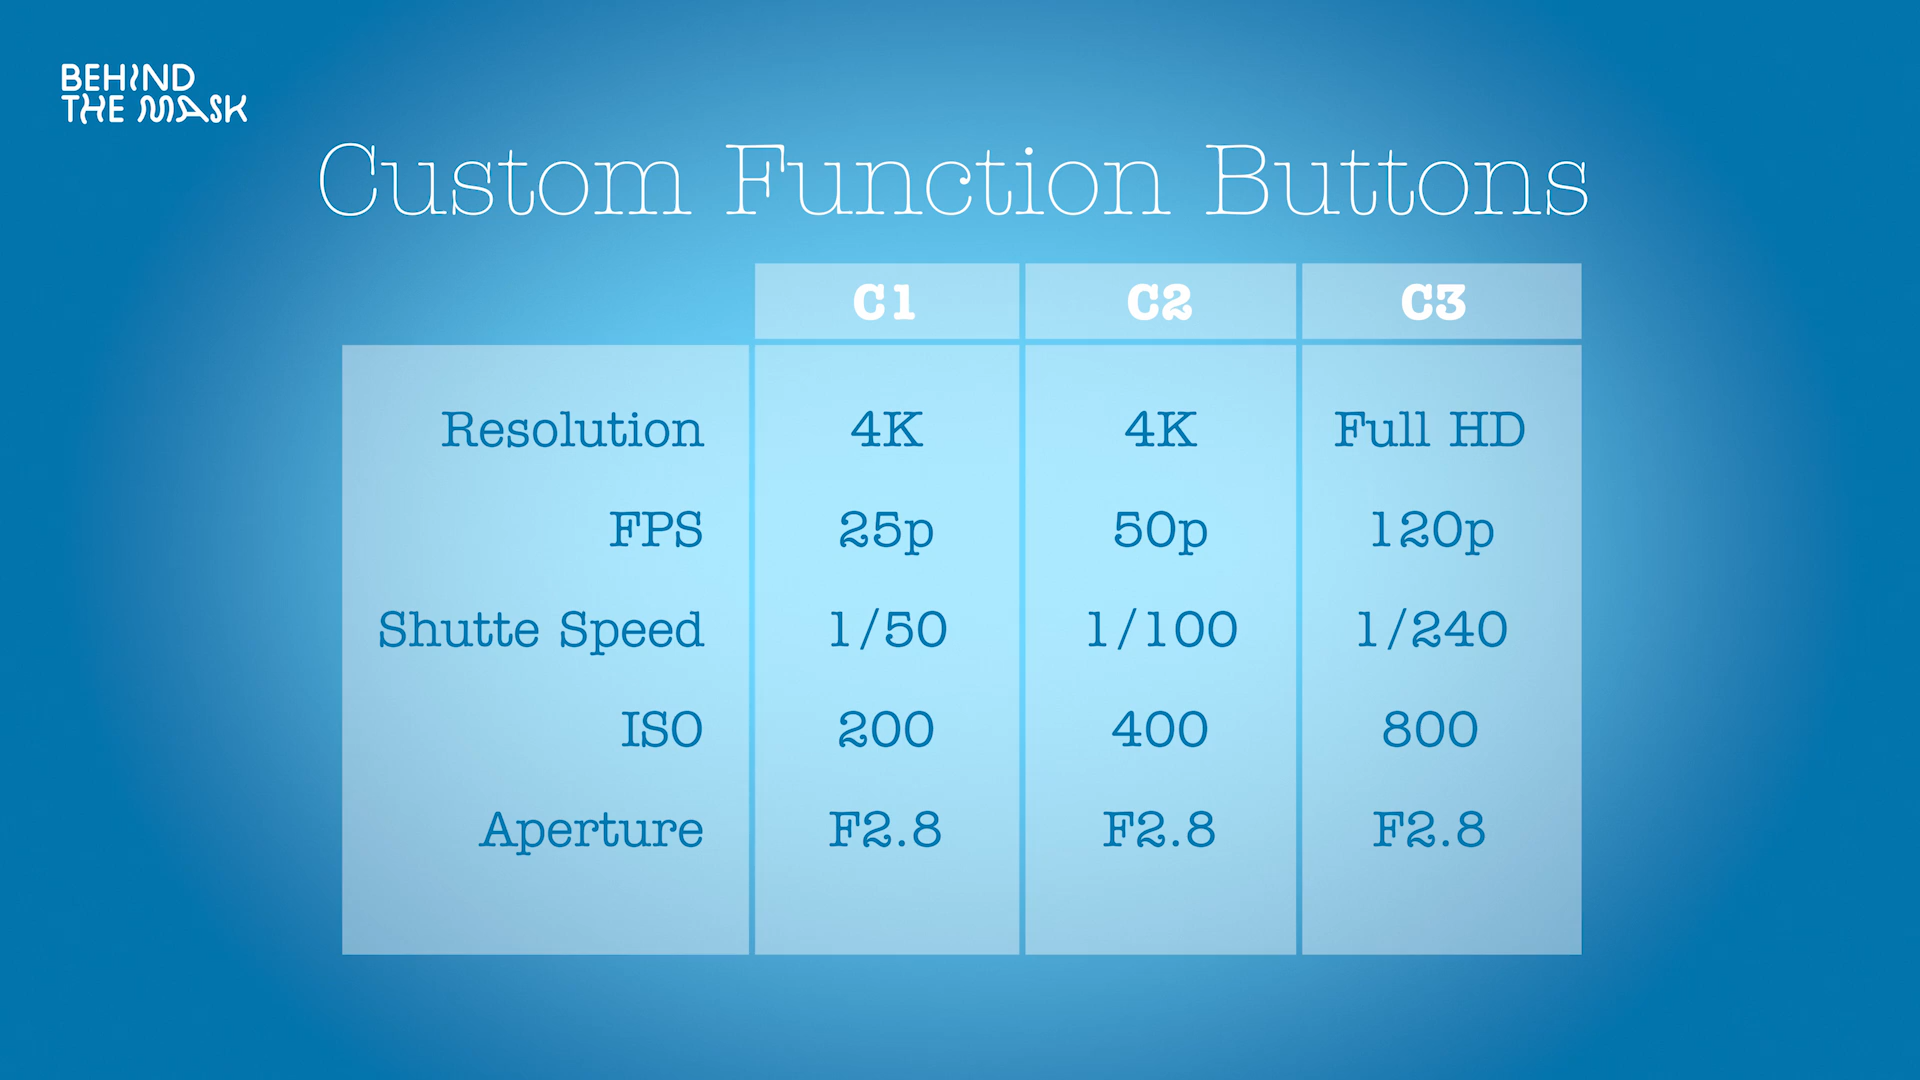 BEHIND
THE MASK
Custom Function Buttons
C1 C2 C3
Resolution 4K 4K Full HD
FPS 25p 50p 120p
Shutte Speed 1/50 1/100 1/240
ISO 200 400 800
Aperture F2.8 F2.8 F2.8